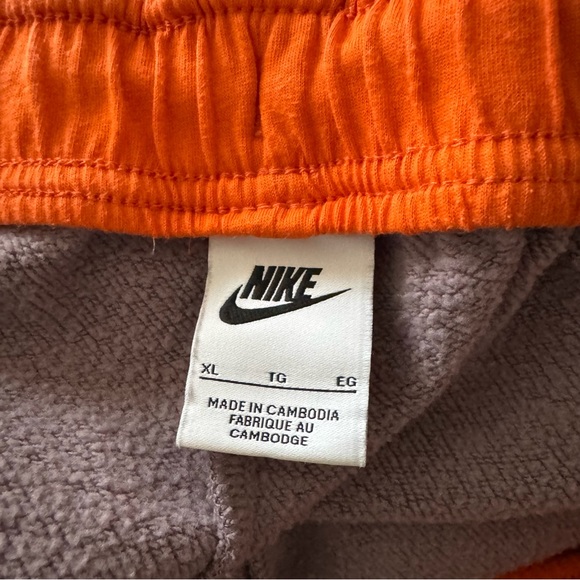 NIKE
XL TG EG
MADE IN CAMBODIA
FABRIQUE AU
CAMBODGE